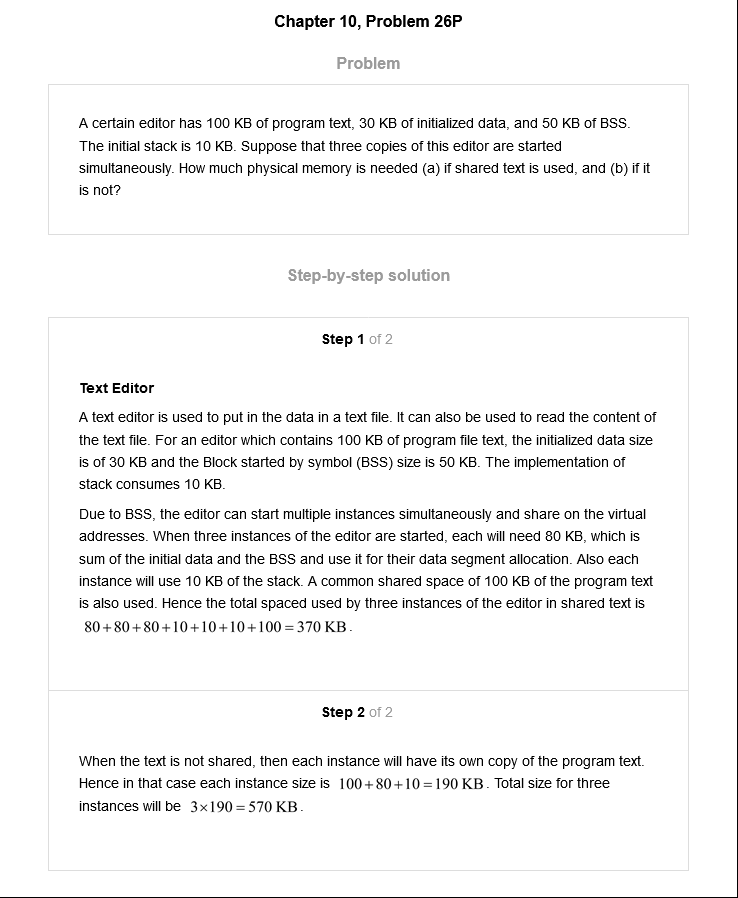 Chapter 10, Problem 26P
Problem
A certain editor has 100 KB of program text, 30 KB of initialized data, and 50 KB of BSS.
The initial stack is 10 KB. Suppose that three copies of this editor are started
simultaneously. How much physical memory is needed (a) if shared text is used, and (b) if it
is not?
Step-by-step solution
Step 1 of 2
Text Editor
A text editor is used to put in the data in a text file. It can also be used to read the content of
the text file. For an editor which contains 100 KB of program file text, the initialized data size
is of 30 KB and the Block started by symbol (BSS) size is 50 KB. The implementation of
stack consumes 10 KB.
Due to BSS, the editor can start multiple instances simultaneously and share on the virtual
addresses. When three instances of the editor are started, each will need 80 KB, which is
sum of the initial data and the BSS and use it for their data segment allocation. Also each
instance will use 10 KB of the stack. A common shared space of 100 KB of the program text
is also used. Hence the total spaced used by three instances of the editor in shared text is
80+80+80+10+10+10+100=370 KB.
Step 2 of 2
When the text is not shared, then each instance will have its own copy of the program text.
Hence in that case each instance size is 100+80+10=190 KB. Total size for three
instances will be 3×190=570 KB.